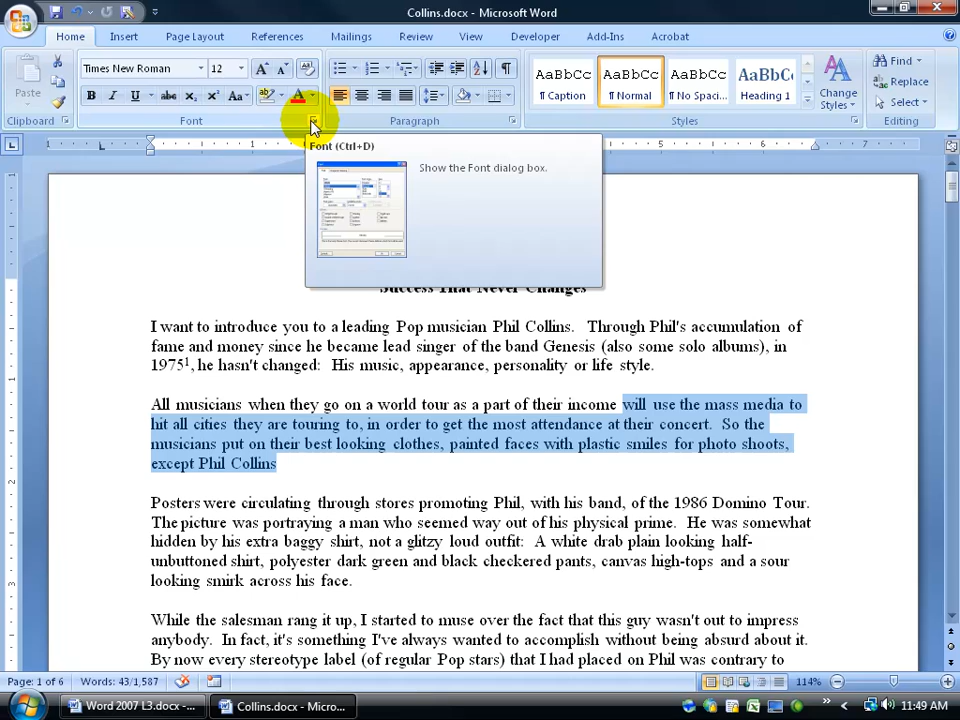 Collins.docx - Microsoft Word
Home Insert Page Layout References Mailings Review View Developer Add-Ins Acrobat
Times New Roman 12
AaBbCc AaBbCc AaBbCc AaBbC
¶ Caption ¶ Normal ¶ No Spaci... Heading 1
Change Styles
Find
Replace
Select
Paste
B I U abc X₂ X² Aa A
Clipboard Font Paragraph Styles Editing
Font (Ctrl+D)
Show the Font dialog box.
Success That Never Changes
I want to introduce you to a leading Pop musician Phil Collins. Through Phil's accumulation of
fame and money since he became lead singer of the band Genesis (also some solo albums), in
1975¹, he hasn't changed: His music, appearance, personality or life style.
All musicians when they go on a world tour as a part of their income will use the mass media to
hit all cities they are touring to, in order to get the most attendance at their concert. So the
musicians put on their best looking clothes, painted faces with plastic smiles for photo shoots,
except Phil Collins
Posters were circulating through stores promoting Phil, with his band, of the 1986 Domino Tour.
The picture was portraying a man who seemed way out of his physical prime. He was somewhat
hidden by his extra baggy shirt, not a glitzy loud outfit: A white drab plain looking half-
unbuttoned shirt, polyester dark green and black checkered pants, canvas high-tops and a sour
looking smirk across his face.
While the salesman rang it up, I started to muse over the fact that this guy wasn't out to impress
anybody. In fact, it's something I've always wanted to accomplish without being absurd about it.
By now every stereotype label (of regular Pop stars) that I had placed on Phil was contrary to
Page: 1 of 6 Words: 43/1,587 114%
Word 2007 L3.docx -... Collins.docx - Micros... 11:49 AM